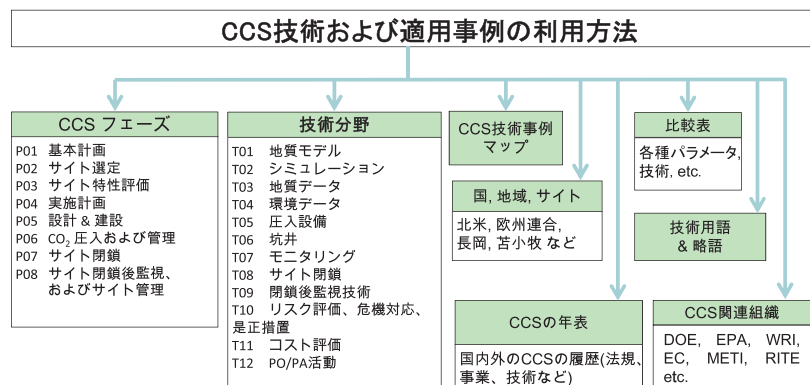 CCS技術および適用事例の利用方法
CCS フェーズ
P01 基本計画
P02 サイト選定
P03 サイト特性評価
P04 実施計画
P05 設計 & 建設
P06 CO₂ 圧入および管理
P07 サイト閉鎖
P08 サイト閉鎖後監視、
およびサイト管理
技術分野
T01 地質モデル
T02 シミュレーション
T03 地質データ
T04 環境データ
T05 圧入設備
T06 坑井
T07 モニタリング
T08 サイト閉鎖
T09 閉鎖後監視技術
T10 リスク評価、危機対応、
是正措置
T11 コスト評価
T12 PO/PA活動
CCS技術事例
マップ
国, 地域, サイト
北米, 欧州連合,
長岡, 苫小牧 など
CCSの年表
国内外のCCSの履歴(法規、
事業、技術など)
比較表
各種パラメータ,
技術, etc.
技術用語
& 略語
CCS関連組織
DOE, EPA, WRI,
EC, METI, RITE
etc.